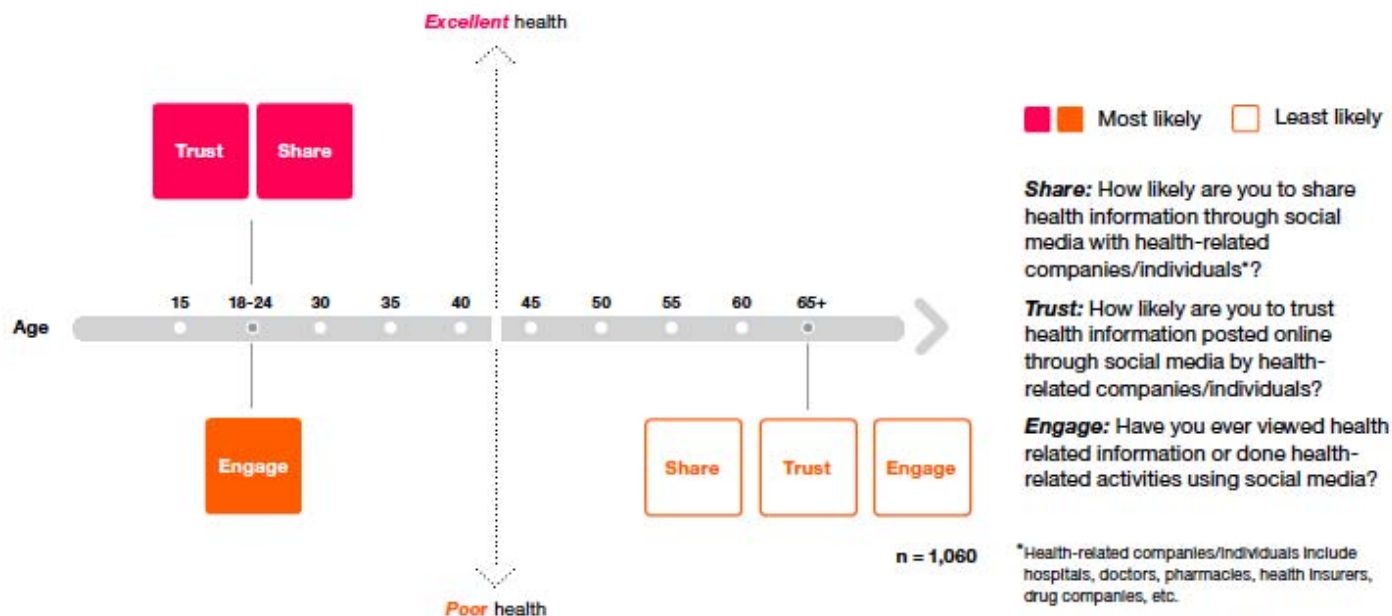 Excellent health
Trust
Share
Most likely
Least likely
Share: How likely are you to share
health information through social
media with health-related
companies/individuals*?
15
18-24
30
35
40
45
50
55
60
65+
Age
Trust: How likely are you to trust
health information posted online
through social media by health-
related companies/individuals?
Engage
Share
Trust
Engage
Engage: Have you ever viewed health
related information or done health-
related activities using social media?
n = 1,060
*Health-related companies/individuals include
hospitals, doctors, pharmacies, health insurers,
drug companies, etc.
Poor health